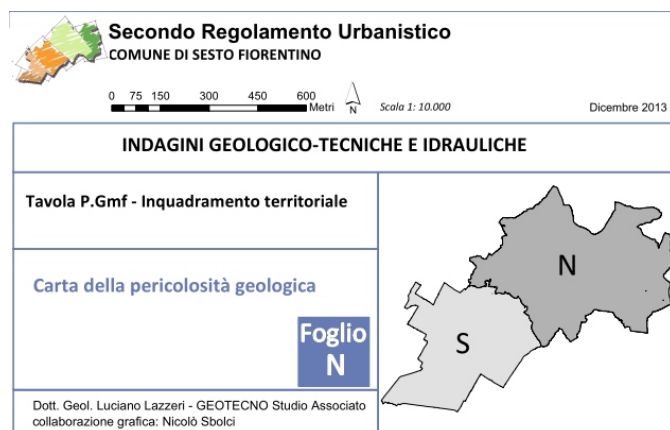 Secondo Regolamento Urbanistico
COMUNE DI SESTO FIORENTINO
0 75 150 300 450 600
Metri
N
Scala 1: 10.000
Dicembre 2013
INDAGINI GEOLOGICO-TECNICHE E IDRAULICHE
Tavola P.Gmf - Inquadramento territoriale
Carta della pericolosità geologica
Foglio
N
Dott. Geol. Luciano Lazzeri - GEOTECNO Studio Associato
collaborazione grafica: Nicolò Sbolci
N
S